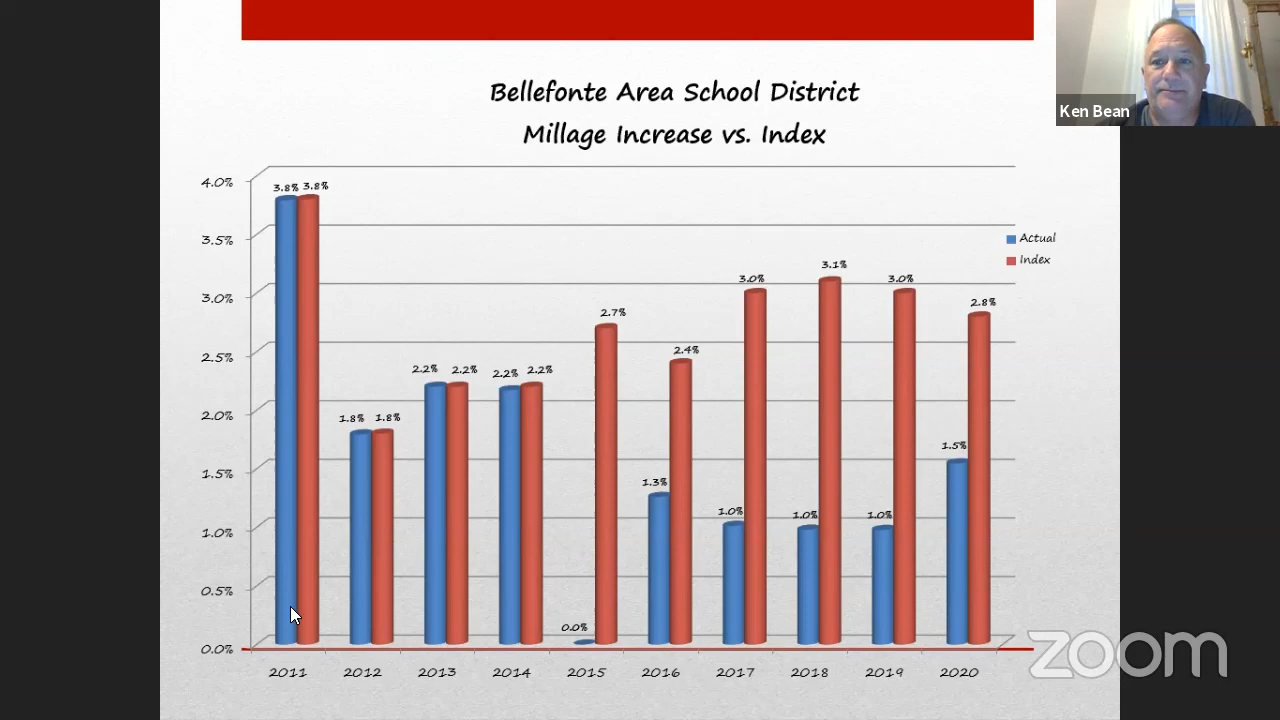 Bellefonte Area School District
Millage Increase vs. Index
Ken Bean
4.0%
3.5%
3.0%
2.5%
2.0%
1.5%
1.0%
0.5%
0.0%
3.8% 3.8%
1.8% 1.8%
2.2% 2.2%
2.2% 2.2%
0.0% 2.7%
1.3% 2.4%
1.0% 3.0%
1.0% 3.1%
1.0% 3.0%
1.5% 2.8%
Actual
Index
2011 2012 2013 2014 2015 2016 2017 2018 2019 2020
zoom